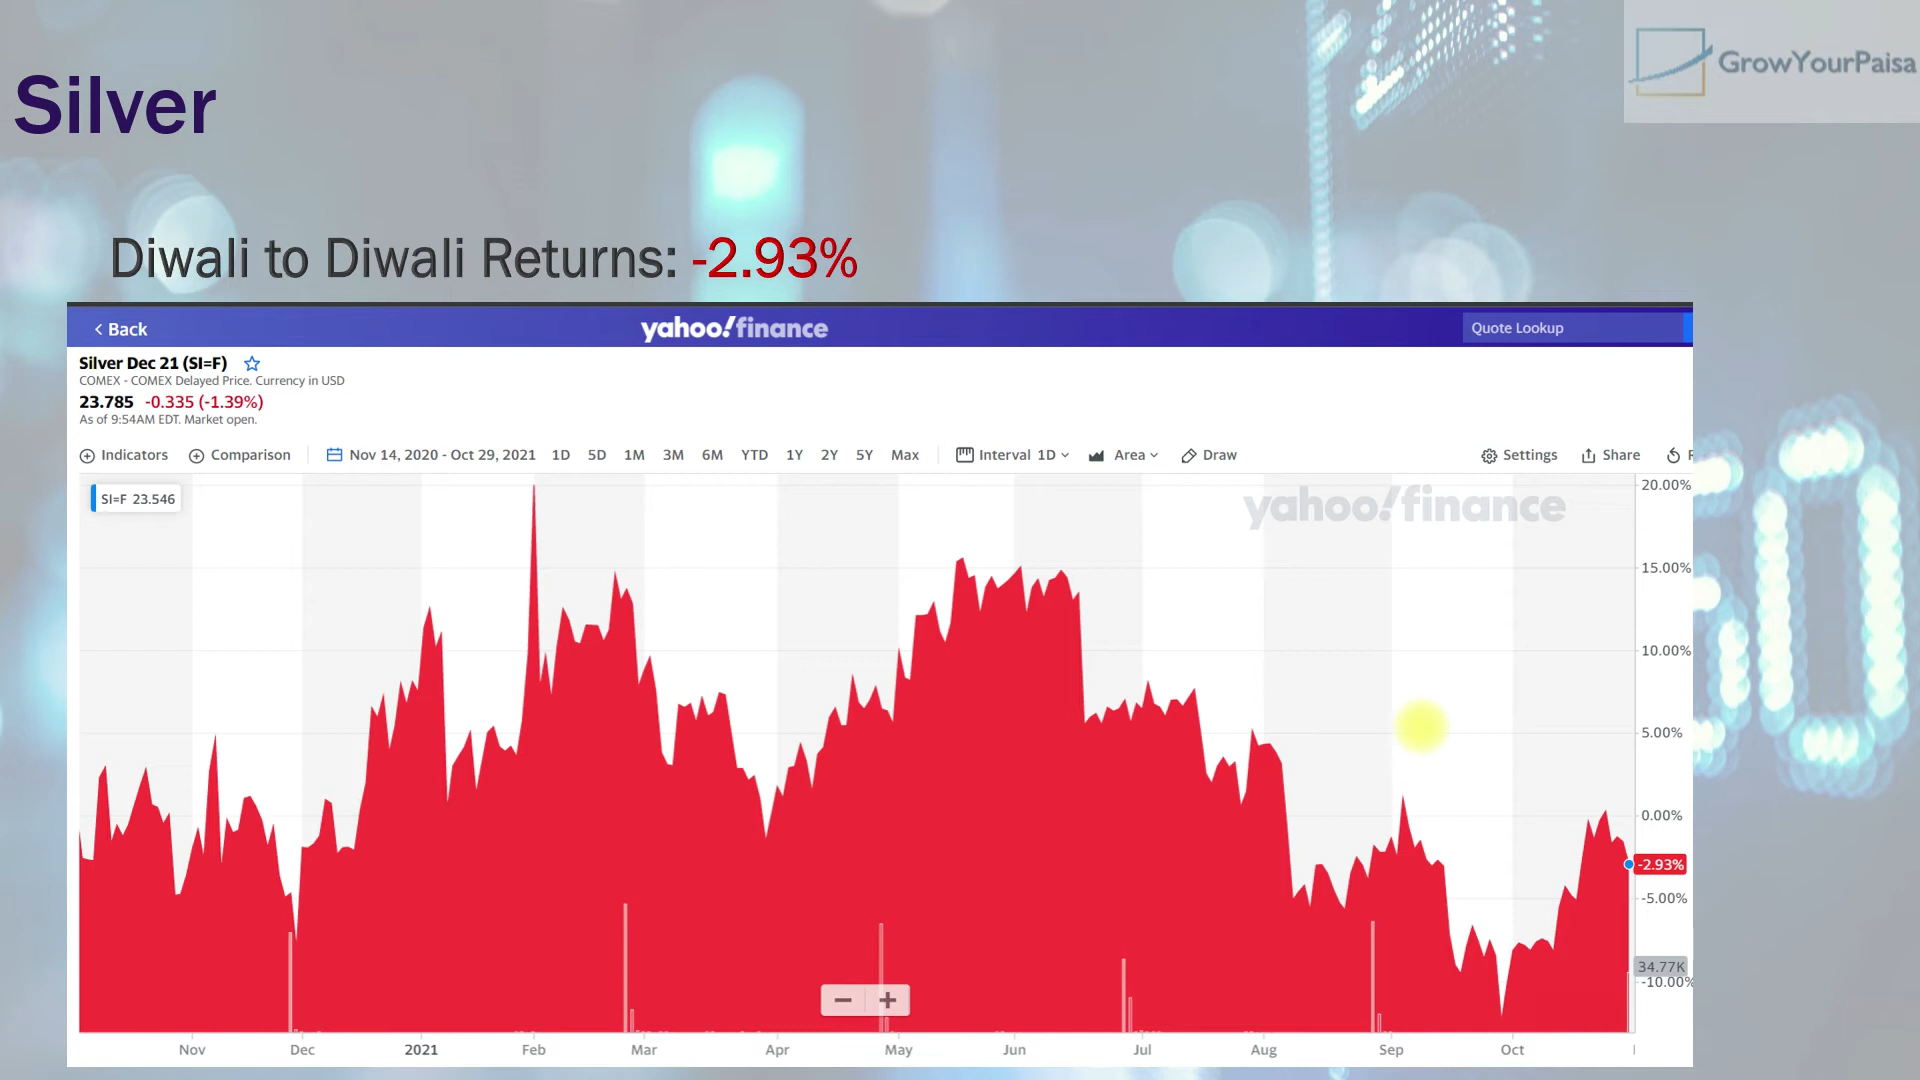 GrowYourPaisa
Silver
Diwali to Diwali Returns: -2.93%
Back
yahoo!finance
Quote Lookup
Silver Dec 21 (SI=F)
COMEX - COMEX Delayed Price. Currency in USD
23.785 -0.335 (-1.39%)
As of 9:54AM EDT. Market open.
Indicators Comparison Nov 14, 2020 - Oct 29, 2021 1D 5D 1M 3M 6M YTD 1Y 2Y 5Y Max Interval 1D Area Draw Settings Share
SI=F 23.546
yahoo!finance
20.00%
15.00%
10.00%
5.00%
0.00%
-2.93%
-5.00%
34.77K
-10.00%
Nov Dec 2021 Feb Mar Apr May Jun Jul Aug Sep Oct